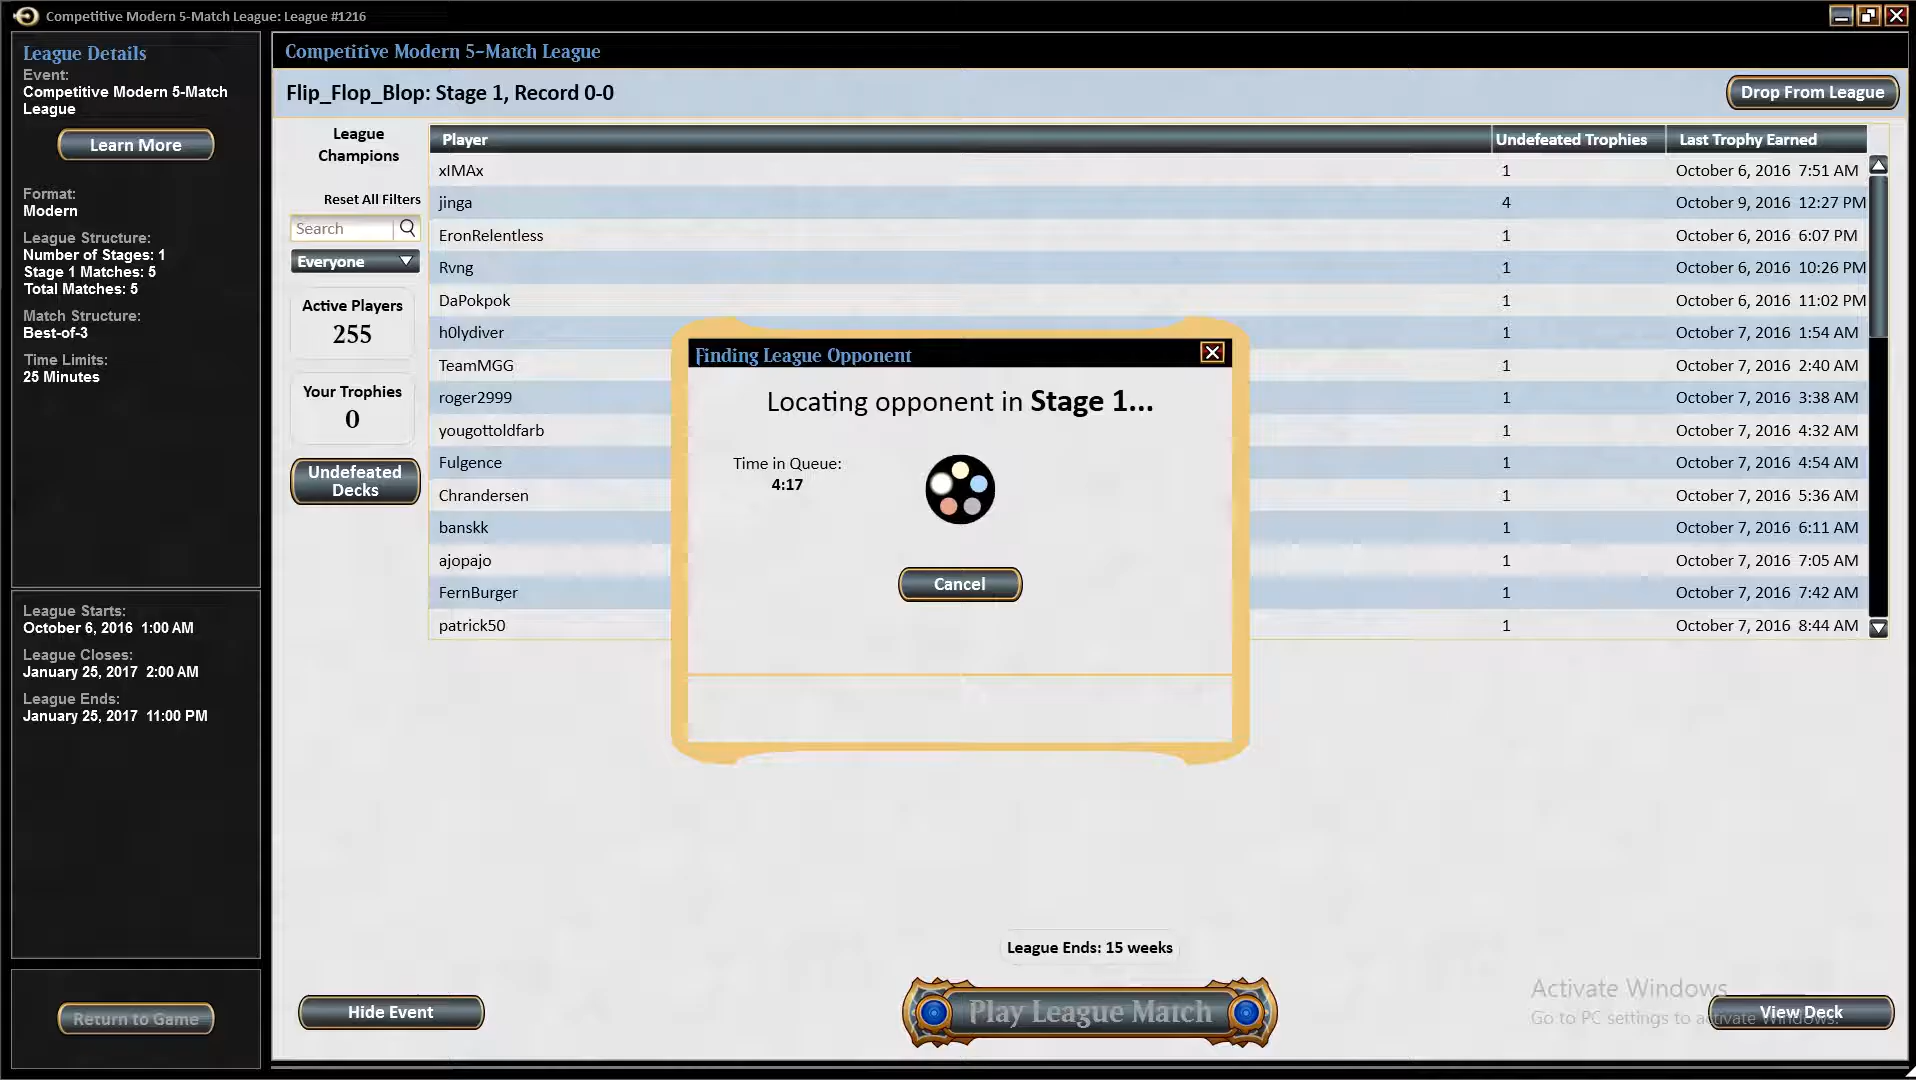 Competitive Modern 5-Match League: League #1216
League Details
Event:
Competitive Modern 5-Match
League
Learn More
Format:
Modern
League Structure:
Number of Stages: 1
Stage 1 Matches: 5
Total Matches: 5
Match Structure:
Best-of-3
Time Limits:
25 Minutes
League Starts:
October 6, 2016 1:00 AM
League Closes:
January 25, 2017 2:00 AM
League Ends:
January 25, 2017 11:00 PM
Return to Game
Competitive Modern 5-Match League
Flip_Flop_Blop: Stage 1, Record 0-0
Drop From League
League
Champions
Reset All Filters
Search
Everyone
Active Players
255
Your Trophies
0
Undefeated
Decks
Player Undefeated Trophies Last Trophy Earned
xIMAx 1 October 6, 2016 7:51 AM
jinga 4 October 9, 2016 12:27 PM
EronRelentless 1 October 6, 2016 6:07 PM
Rvng 1 October 6, 2016 10:26 PM
DaPokpok 1 October 6, 2016 11:02 PM
h0lydiver 1 October 7, 2016 1:54 AM
TeamMGG 1 October 7, 2016 2:40 AM
roger2999 1 October 7, 2016 3:38 AM
yougottoldfarb 1 October 7, 2016 4:32 AM
Fulgence 1 October 7, 2016 4:54 AM
Chrandersen 1 October 7, 2016 5:36 AM
banskk 1 October 7, 2016 6:11 AM
ajopajo 1 October 7, 2016 7:05 AM
FernBurger 1 October 7, 2016 7:42 AM
patrick50 1 October 7, 2016 8:44 AM
Finding League Opponent
Locating opponent in Stage 1...
Time in Queue:
4:17
Cancel
League Ends: 15 weeks
Hide Event
Play League Match
Activate Windows
Go to PC settings to activate Windows.
View Deck